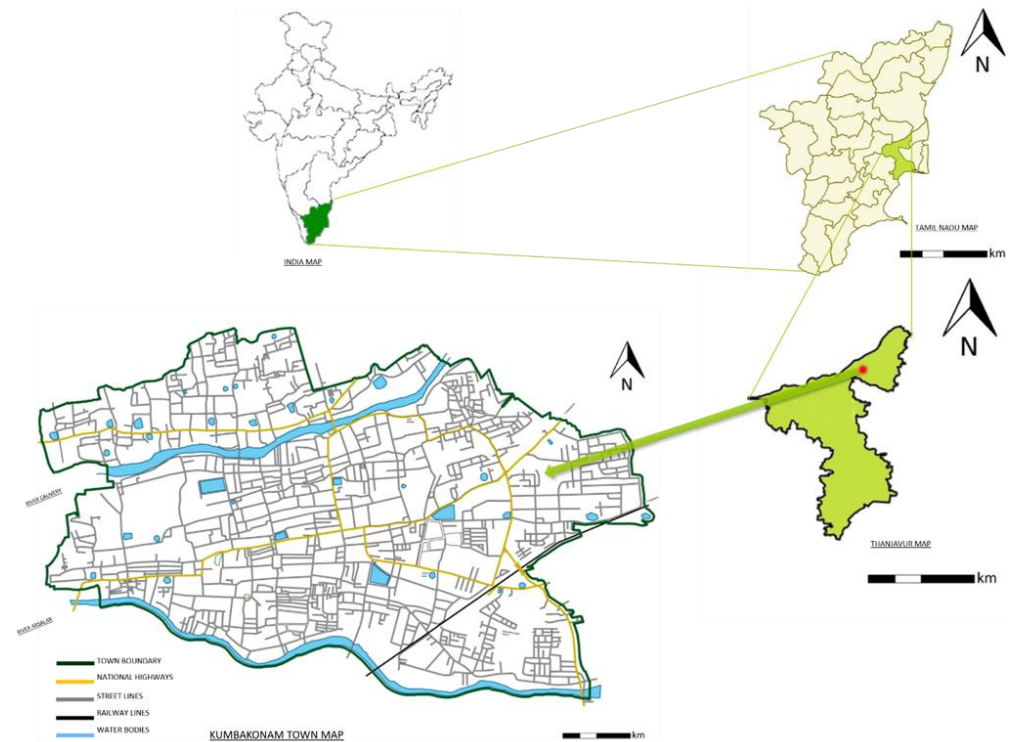 N
INDIA MAP
TAMIL NADU MAP
km
N
THANJAVUR MAP
km
N
RIVER CAUVERY
RIVER ARSALAR
TOWN BOUNDARY
NATIONAL HIGHWAYS
STREET LINES
RAILWAY LINES
WATER BODIES
KUMBAKONAM TOWN MAP
km